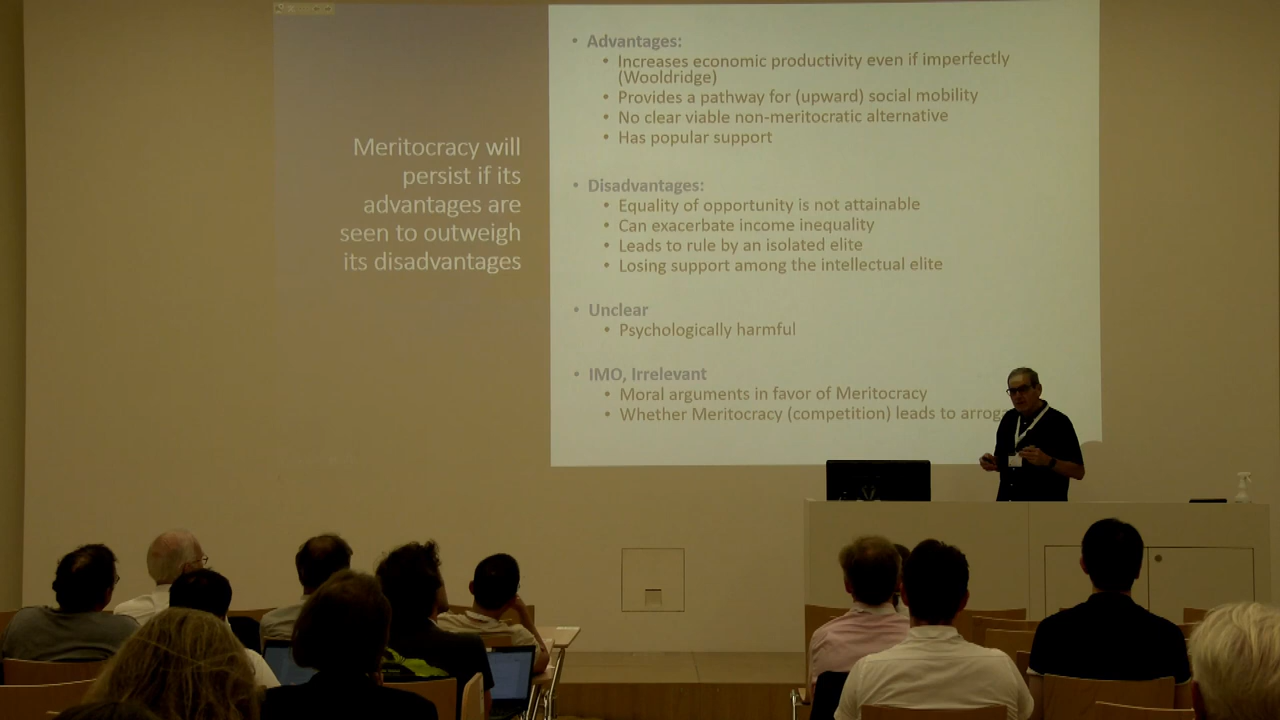 Meritocracy will
persist if its
advantages are
seen to outweigh
its disadvantages
• Advantages:
• Increases economic productivity even if imperfectly
(Wooldridge)
• Provides a pathway for (upward) social mobility
• No clear viable non-meritocratic alternative
• Has popular support
• Disadvantages:
• Equality of opportunity is not attainable
• Can exacerbate income inequality
• Leads to rule by an isolated elite
• Losing support among the intellectual elite
• Unclear
• Psychologically harmful
• IMO, Irrelevant
• Moral arguments in favor of Meritocracy
• Whether Meritocracy (competition) leads to